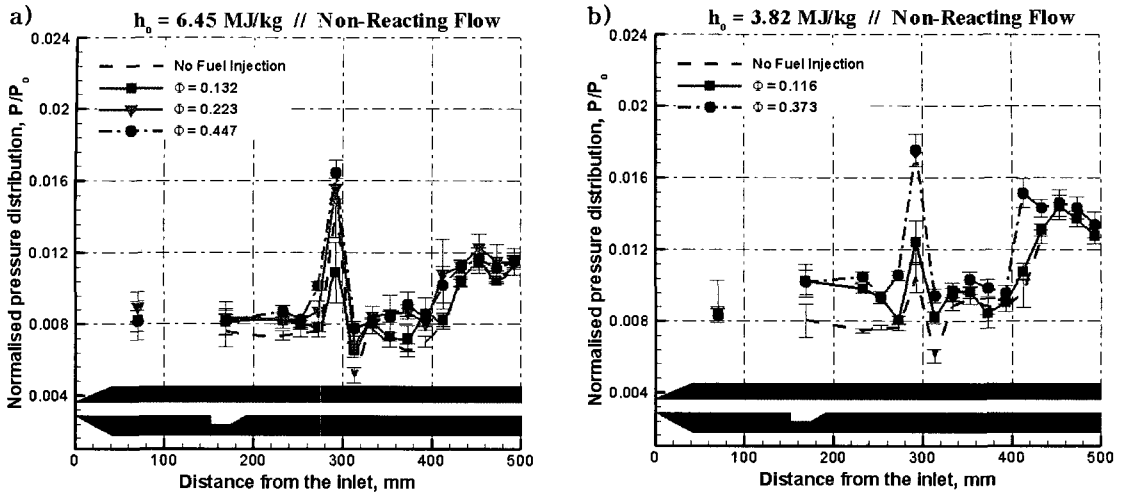 a) h₀ = 6.45 MJ/kg // Non-Reacting Flow
Normalised pressure distribution, P/P₀
0.024
0.02
0.016
0.012
0.008
0.004
No Fuel Injection
Φ = 0.132
Φ = 0.223
Φ = 0.447
0 100 200 300 400 500
Distance from the inlet, mm
b) h₀ = 3.82 MJ/kg // Non-Reacting Flow
Normalised pressure distribution, P/P₀
0.024
0.02
0.016
0.012
0.008
0.004
No Fuel Injection
Φ = 0.116
Φ = 0.373
0 100 200 300 400 500
Distance from the inlet, mm